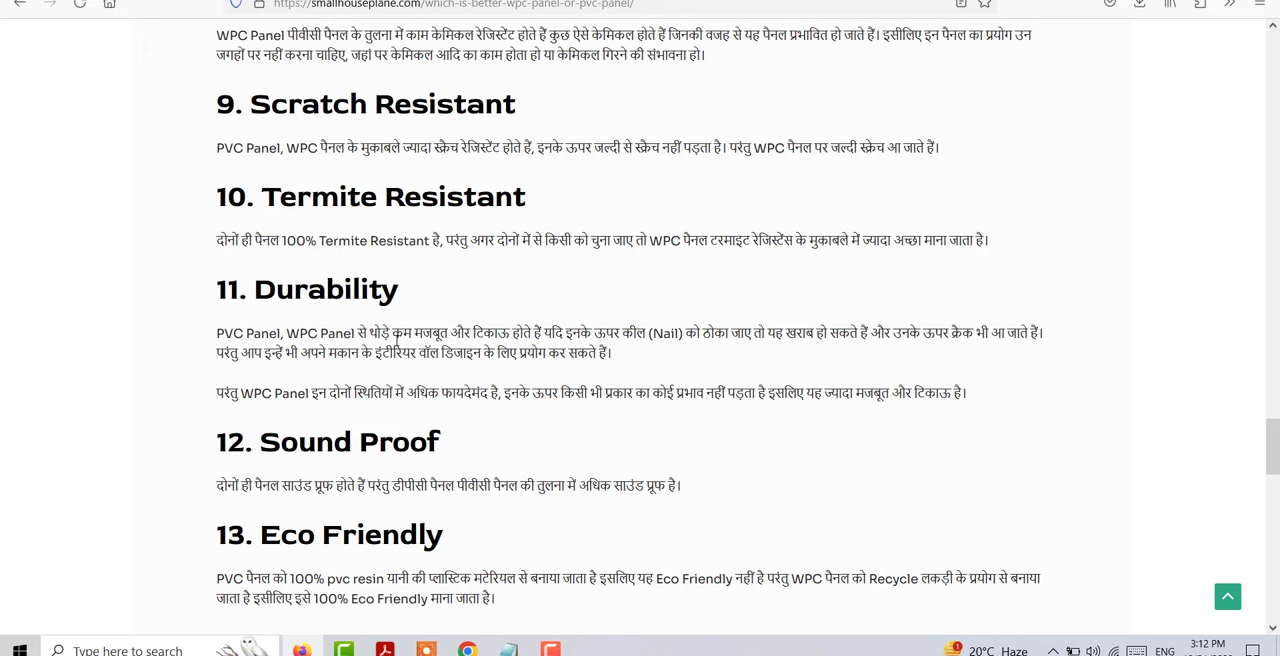 https://smallhouseplane.com/which-is-better-wpc-panel-or-pvc-panel/
WPC Panel पीवीसी पैनल के तुलना में काम केमिकल रेजिस्टेंट होते हैं कुछ ऐसे केमिकल होते हैं जिनकी वजह से यह पैनल प्रभावित हो जाते हैं। इसीलिए इन पैनल का प्रयोग उन
जगहों पर नहीं करना चाहिए, जहां पर केमिकल आदि का काम होता हो या केमिकल गिरने की संभावना हो।
9. Scratch Resistant
PVC Panel, WPC पैनल के मुकाबले ज्यादा स्क्रैच रेजिस्टेंट होते हैं, इनके ऊपर जल्दी से स्क्रैच नहीं पड़ता है। परंतु WPC पैनल पर जल्दी स्क्रेच आ जाते हैं।
10. Termite Resistant
दोनों ही पैनल 100% Termite Resistant है, परंतु अगर दोनों में से किसी को चुना जाए तो WPC पैनल टरमाइट रेजिस्टेंस के मुकाबले में ज्यादा अच्छा माना जाता है।
11. Durability
PVC Panel, WPC Panel से थोड़े कम मजबूत और टिकाऊ होते हैं यदि इनके ऊपर कील (Nail) को ठोका जाए तो यह खराब हो सकते हैं और उनके ऊपर क्रैक भी आ जाते हैं।
परंतु आप इन्हें भी अपने मकान के इंटीरियर वॉल डिजाइन के लिए प्रयोग कर सकते हैं।
परंतु WPC Panel इन दोनों स्थितियों में अधिक फायदेमंद है, इनके ऊपर किसी भी प्रकार का कोई प्रभाव नहीं पड़ता है इसलिए यह ज्यादा मजबूत और टिकाऊ है।
12. Sound Proof
दोनों ही पैनल साउंड प्रूफ होते हैं परंतु डीपीसी पैनल पीवीसी पैनल की तुलना में अधिक साउंड प्रूफ है।
13. Eco Friendly
PVC पैनल को 100% pvc resin यानी की प्लास्टिक मटेरियल से बनाया जाता है इसलिए यह Eco Friendly नहीं है परंतु WPC पैनल को Recycle लकड़ी के प्रयोग से बनाया
जाता है इसीलिए इसे 100% Eco Friendly माना जाता है।
Type here to search
1
20°C Haze
ENG
3:12 PM